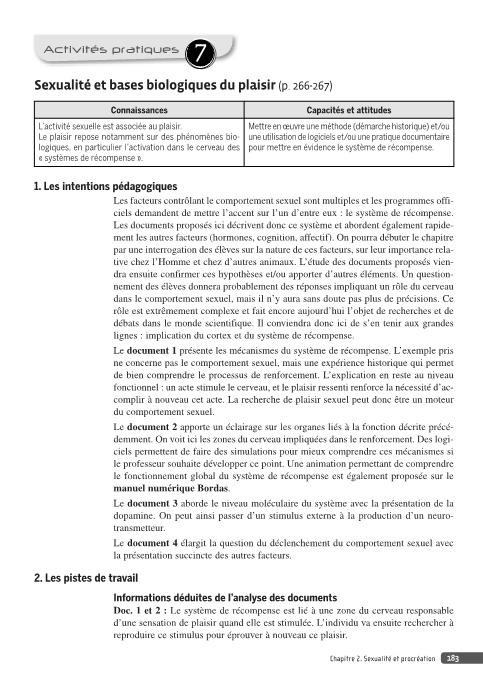 Activités pratiques 7
Sexualité et bases biologiques du plaisir (p. 266-267)
Connaissances
Capacités et attitudes
L'activité sexuelle est associée au plaisir.
Le plaisir repose notamment sur des phénomènes bio-
logiques, en particulier l'activation dans le cerveau des
« systèmes de récompense ».
Mettre en œuvre une méthode (démarche historique) et/ou
une utilisation de logiciels et/ou une pratique documentaire
pour mettre en évidence le système de récompense.
1. Les intentions pédagogiques
Les facteurs contrôlant le comportement sexuel sont multiples et les programmes offi-
ciels demandent de mettre l'accent sur l'un d'entre eux : le système de récompense.
Les documents proposés ici décrivent donc ce système et abordent également rapide-
ment les autres facteurs (hormones, cognition, affectif). On pourra débuter le chapitre
par une interrogation des élèves sur la nature de ces facteurs, sur leur importance rela-
tive chez l'Homme et chez d'autres animaux. L'étude des documents proposés vien-
dra ensuite confirmer ces hypothèses et/ou apporter d'autres éléments. Un question-
nement des élèves donnera probablement des réponses impliquant un rôle du cerveau
dans le comportement sexuel, mais il n'y aura sans doute pas plus de précisions. Ce
rôle est extrêmement complexe et fait encore aujourd'hui l'objet de recherches et de
débats dans le monde scientifique. Il conviendra donc ici de s'en tenir aux grandes
lignes : implication du cortex et du système de récompense.
Le document 1 présente les mécanismes du système de récompense. L'exemple pris
ne concerne pas le comportement sexuel, mais une expérience historique qui permet
de bien comprendre le processus de renforcement. L'explication en reste au niveau
fonctionnel : un acte stimule le cerveau, et le plaisir ressenti renforce la nécessité d'ac-
complir à nouveau cet acte. La recherche de plaisir sexuel peut donc être un moteur
du comportement sexuel.
Le document 2 apporte un éclairage sur les organes liés à la fonction décrite précé-
demment. On voit ici les zones du cerveau impliquées dans le renforcement. Des logi-
ciels permettent de faire des simulations pour mieux comprendre ces mécanismes si
le professeur souhaite développer ce point. Une animation permettant de comprendre
le fonctionnement global du système de récompense est également proposée sur le
manuel numérique Bordas.
Le document 3 aborde le niveau moléculaire du système avec la présentation de la
dopamine. On peut ainsi passer d'un stimulus externe à la production d'un neuro-
transmetteur.
Le document 4 élargit la question du déclenchement du comportement sexuel avec
la présentation succincte des autres facteurs.
2. Les pistes de travail
Informations déduites de l'analyse des documents
Doc. 1 et 2 : Le système de récompense est lié à une zone du cerveau responsable
d'une sensation de plaisir quand elle est stimulée. L'individu va ensuite rechercher à
reproduire ce stimulus pour éprouver à nouveau ce plaisir.
Chapitre 2. Sexualité et procréation 183